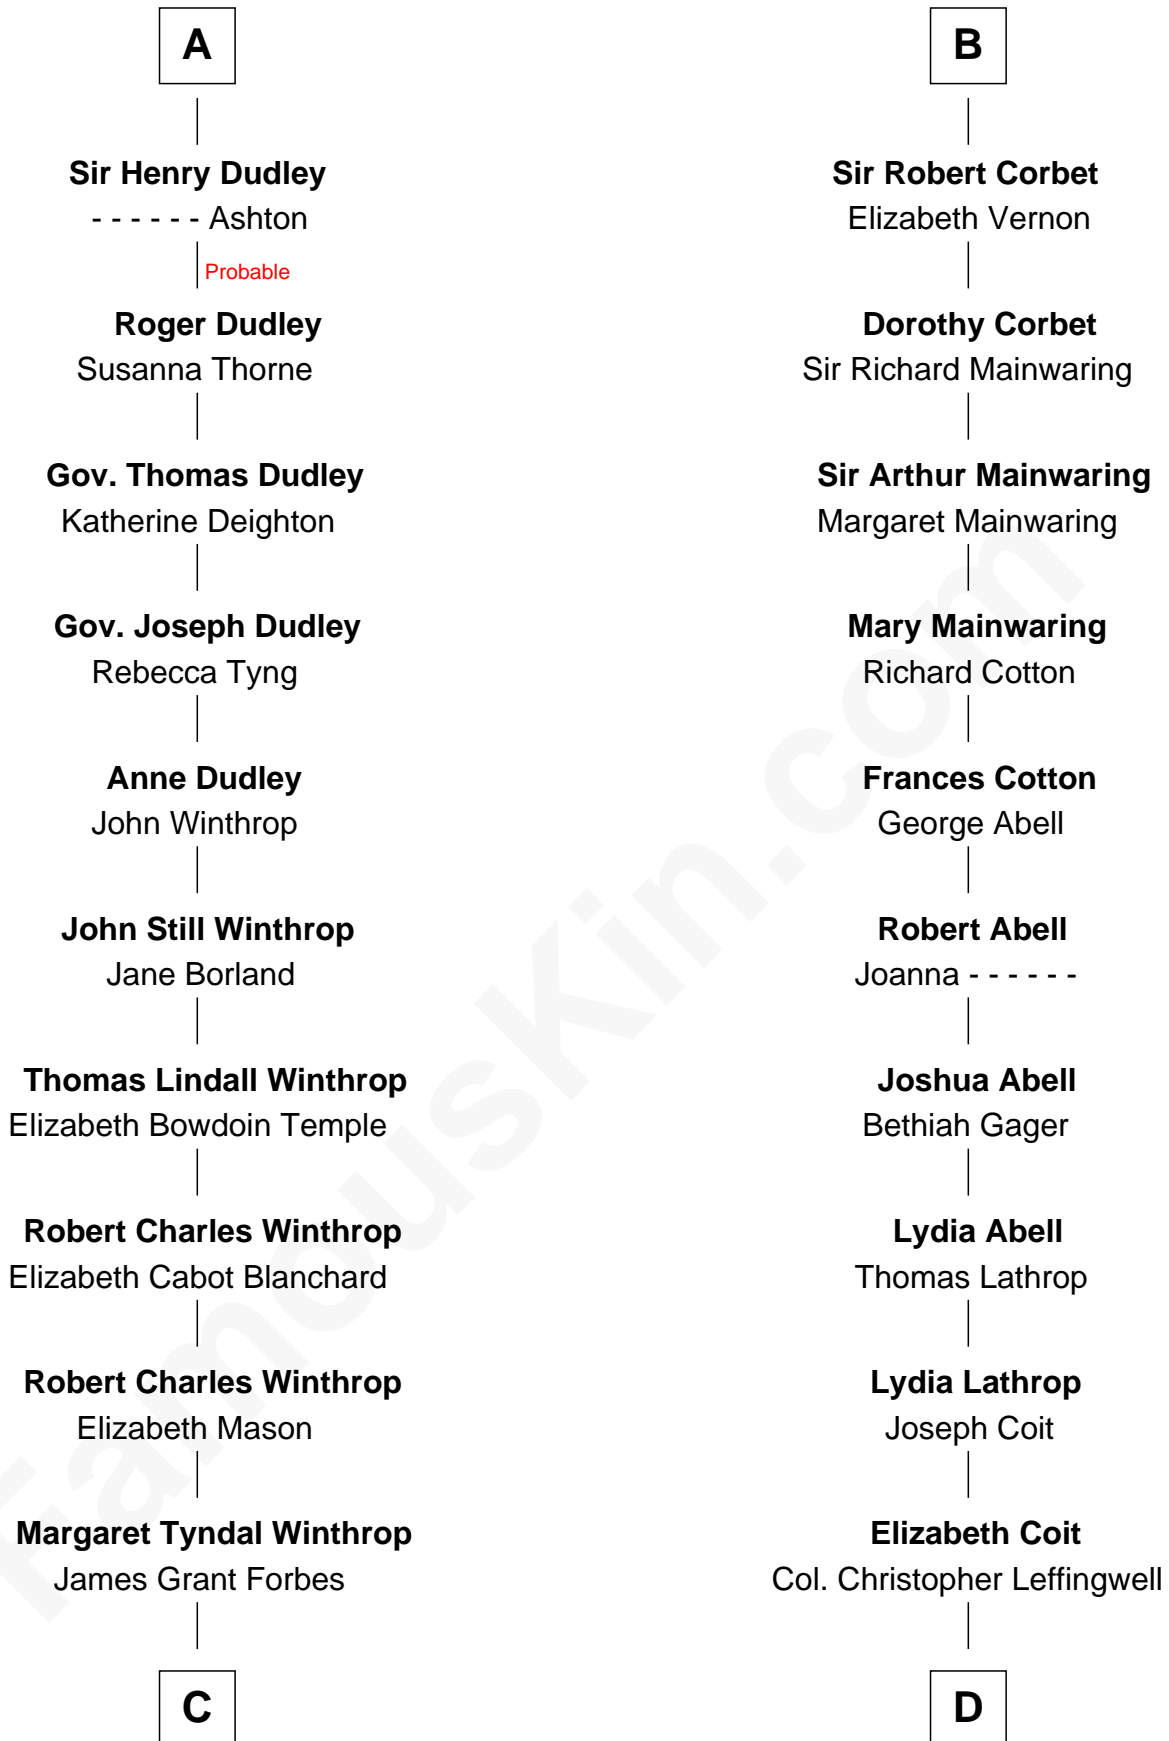 A
Sir Henry Dudley
- - - - - - Ashton
Probable
Roger Dudley
Susanna Thorne
Gov. Thomas Dudley
Katherine Deighton
Gov. Joseph Dudley
Rebecca Tyng
Anne Dudley
John Winthrop
John Still Winthrop
Jane Borland
Thomas Lindall Winthrop
Elizabeth Bowdoin Temple
Robert Charles Winthrop
Elizabeth Cabot Blanchard
Robert Charles Winthrop
Elizabeth Mason
Margaret Tyndal Winthrop
James Grant Forbes
C
B
Sir Robert Corbet
Elizabeth Vernon
Dorothy Corbet
Sir Richard Mainwaring
Sir Arthur Mainwaring
Margaret Mainwaring
Mary Mainwaring
Richard Cotton
Frances Cotton
George Abell
Robert Abell
Joanna - - - - - -
Joshua Abell
Bethiah Gager
Lydia Abell
Thomas Lathrop
Lydia Lathrop
Joseph Coit
Elizabeth Coit
Col. Christopher Leffingwell
D
FamousKin.com